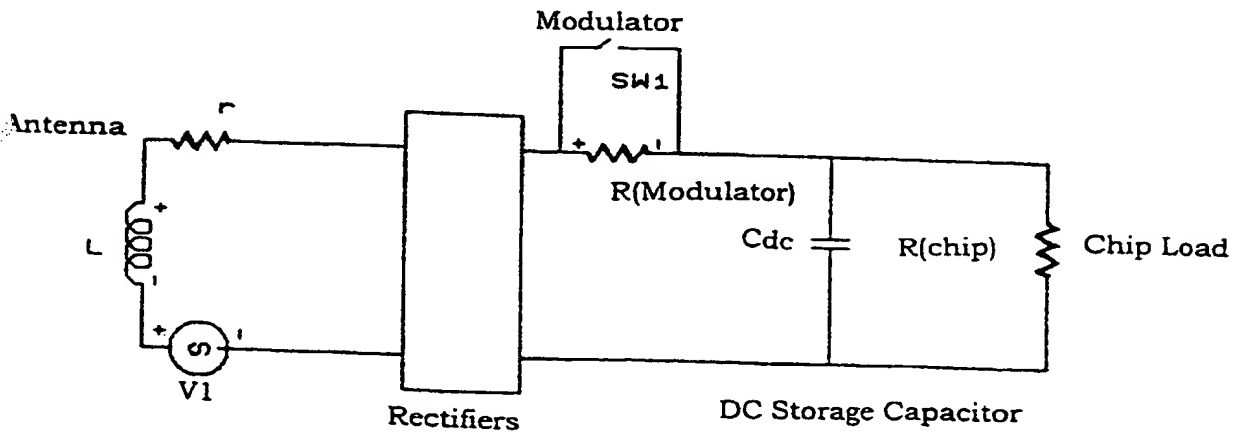 Modulator
SW1
r
Antenna
+ -
R(Modulator)
+
L
-
Cdc
R(chip)
Chip Load
+ -
S
V1
Rectifiers
DC Storage Capacitor